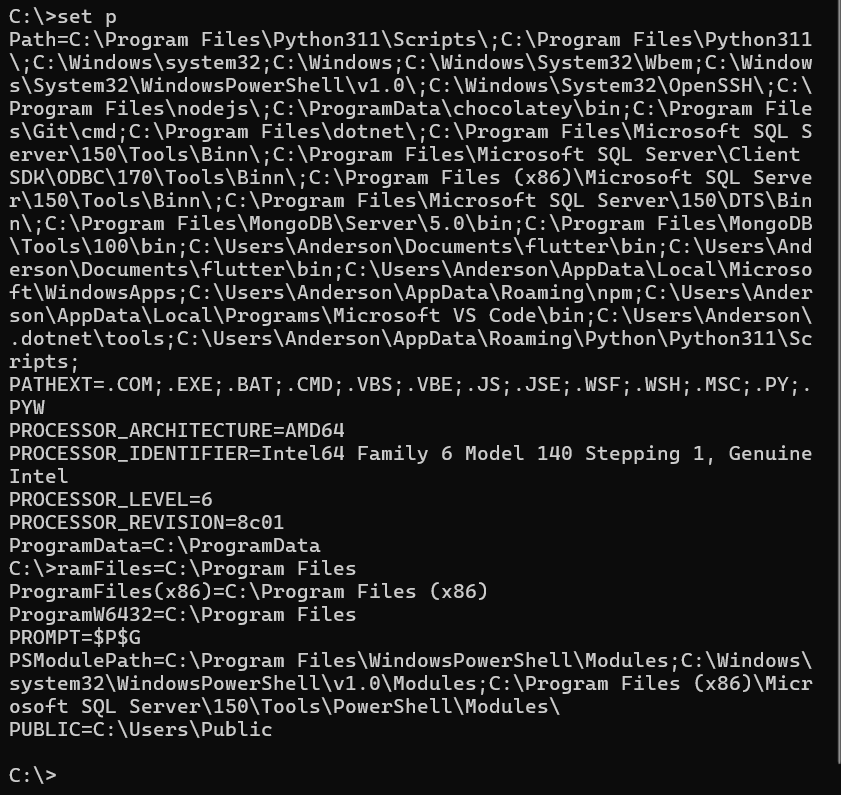 C:\>set p
Path=C:\Program Files\Python311\Scripts\;C:\Program Files\Python311
\;C:\Windows\system32;C:\Windows;C:\Windows\System32\Wbem;C:\Window
s\System32\WindowsPowerShell\v1.0\;C:\Windows\System32\OpenSSH\;C:\
Program Files\nodejs\;C:\ProgramData\chocolatey\bin;C:\Program File
s\Git\cmd;C:\Program Files\dotnet\;C:\Program Files\Microsoft SQL S
erver\150\Tools\Binn\;C:\Program Files\Microsoft SQL Server\Client 
SDK\ODBC\170\Tools\Binn\;C:\Program Files (x86)\Microsoft SQL Serve
r\150\Tools\Binn\;C:\Program Files\Microsoft SQL Server\150\DTS\Bin
n\;C:\Program Files\MongoDB\Server\5.0\bin;C:\Program Files\MongoDB
\Tools\100\bin;C:\Users\Anderson\Documents\flutter\bin;C:\Users\And
erson\Documents\flutter\bin;C:\Users\Anderson\AppData\Local\Microso
ft\WindowsApps;C:\Users\Anderson\AppData\Roaming\npm;C:\Users\Ander
son\AppData\Local\Programs\Microsoft VS Code\bin;C:\Users\Anderson\
.dotnet\tools;C:\Users\Anderson\AppData\Roaming\Python\Python311\Sc
ripts;
PATHEXT=.COM;.EXE;.BAT;.CMD;.VBS;.VBE;.JS;.JSE;.WSF;.WSH;.MSC;.PY;.
PYW
PROCESSOR_ARCHITECTURE=AMD64
PROCESSOR_IDENTIFIER=Intel64 Family 6 Model 140 Stepping 1, Genuine
Intel
PROCESSOR_LEVEL=6
PROCESSOR_REVISION=8c01
ProgramData=C:\ProgramData
C:\>ramFiles=C:\Program Files
ProgramFiles(x86)=C:\Program Files (x86)
ProgramW6432=C:\Program Files
PROMPT=$P$G
PSModulePath=C:\Program Files\WindowsPowerShell\Modules;C:\Windows\
system32\WindowsPowerShell\v1.0\Modules;C:\Program Files (x86)\Micr
osoft SQL Server\150\Tools\PowerShell\Modules\
PUBLIC=C:\Users\Public
C:\>